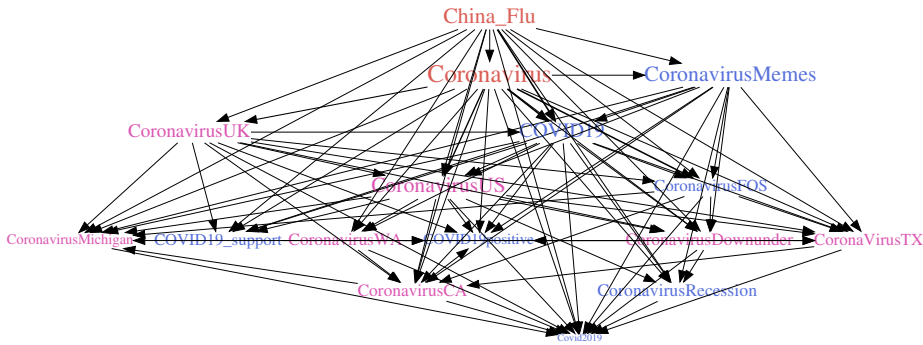 China_Flu
Coronavirus
CoronavirusMemes
CoronavirusUK
COVID19
CoronavirusUS
CoronavirusFOS
CoronavirusMichigan
COVID19_support
CoronavirusWA
COVID19positive
CoronavirusDownunder
CoronaVirusTX
CoronavirusCA
CoronavirusRecession
Covid2019